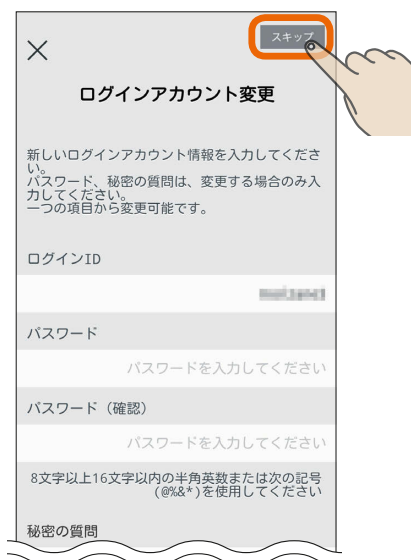 スキップ
ログインアカウント変更
新しいログインアカウント情報を入力してくださ
い。
パスワード、秘密の質問は、変更する場合のみ入
力してください。
一つの項目から変更可能です。
ログインID
パスワード
パスワードを入力してください
パスワード（確認）
パスワードを入力してください
8文字以上16文字以内の半角英数または次の記号
(@%&*)を使用してください
秘密の質問